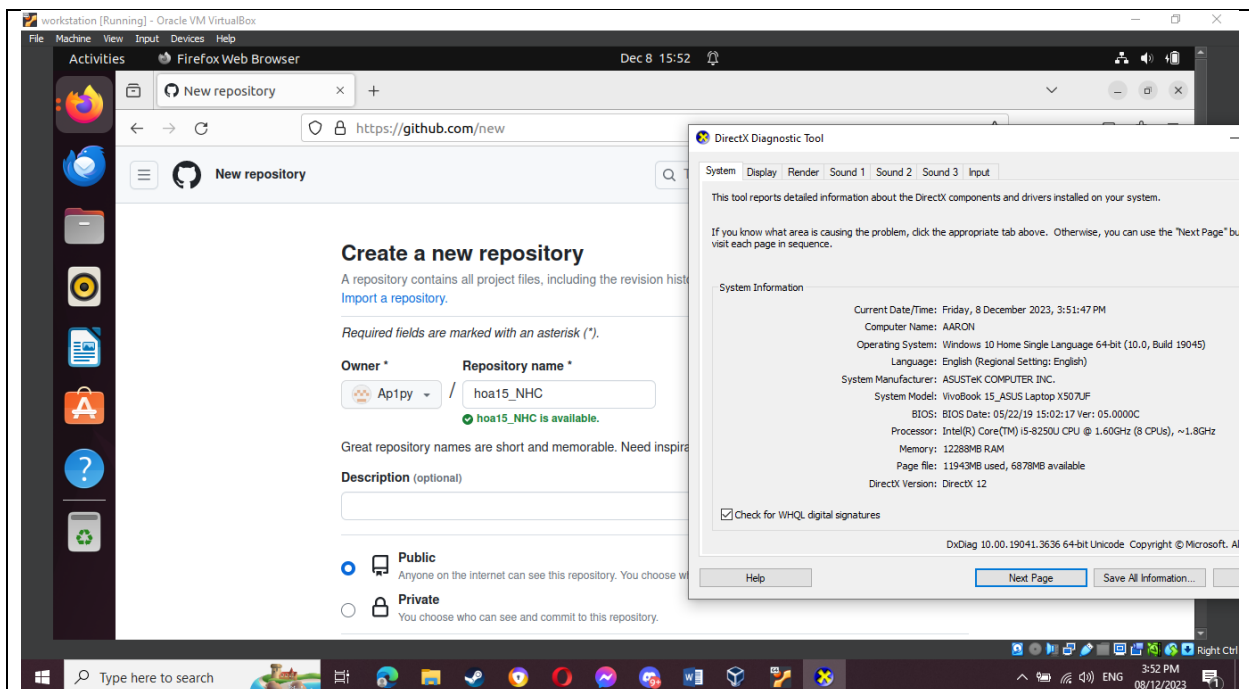 workstation [Running] - Oracle VM VirtualBox
File Machine View Input Devices Help
Activities Firefox Web Browser Dec 8 15:52
New repository
https://github.com/new
New repository
Create a new repository
A repository contains all project files, including the revision
Import a repository.
Required fields are marked with an asterisk (*).
Owner * Repository name *
Ap1py / hoa15_NHC
hoa15_NHC is available.
Great repository names are short and memorable. Need
Description (optional)
Public
Anyone on the internet can see this repository. You choose
Private
You choose who can see and commit to this repository.
DirectX Diagnostic Tool
System Display Render Sound 1 Sound 2 Sound 3 Input
This tool reports detailed information about the DirectX components and drivers installed on your system.
If you know what area is causing the problem, click the appropriate tab above. Otherwise, you can use the "Next Page"
visit each page in sequence.
System Information
Current Date/Time: Friday, 8 December 2023, 3:51:47 PM
Computer Name: AARON
Operating System: Windows 10 Home Single Language 64-bit (10.0, Build 19045)
Language: English (Regional Setting: English)
System Manufacturer: ASUSTeK COMPUTER INC.
System Model: VivoBook 15_ASUS Laptop X507UF
BIOS: BIOS Date: 05/22/19 15:02:17 Ver: 05.0000C
Processor: Intel(R) Core(TM) i5-8250U CPU @ 1.60GHz (8 CPUs), ~1.8GHz
Memory: 12288MB RAM
Page file: 11943MB used, 6878MB available
DirectX Version: DirectX 12
Check for WHQL digital signatures
DxDiag 10.00.19041.3636 64-bit Unicode Copyright © Microsoft.
Help Next Page Save All Information...
Right Ctrl
Type here to search
ENG
3:52 PM
08/12/2023